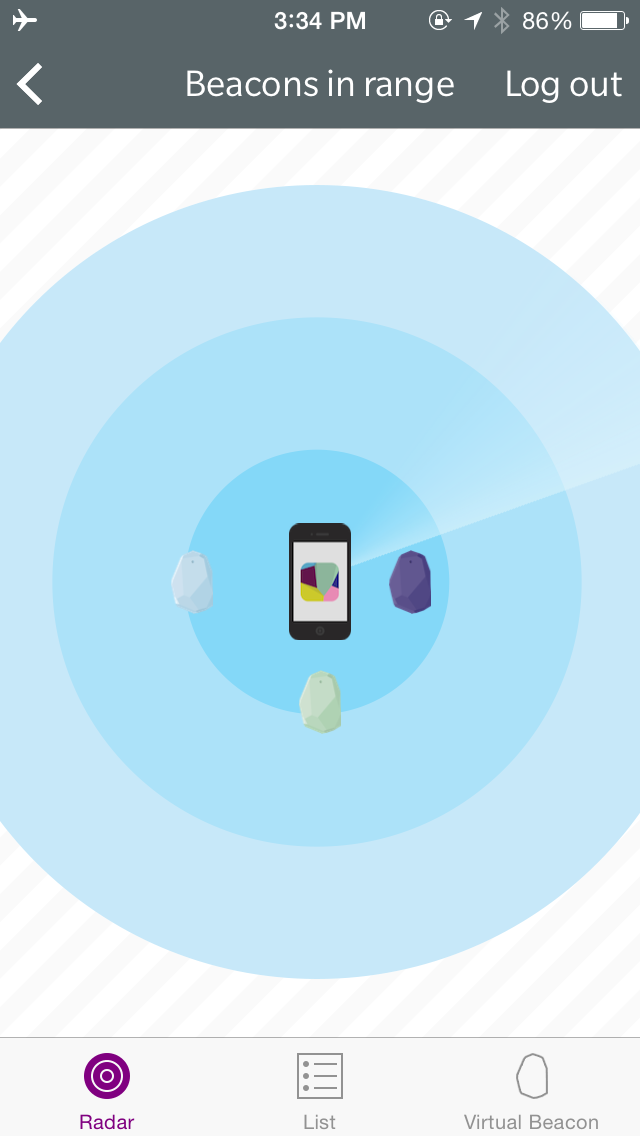 3:34 PM 86%
Beacons in range Log out
Radar List Virtual Beacon